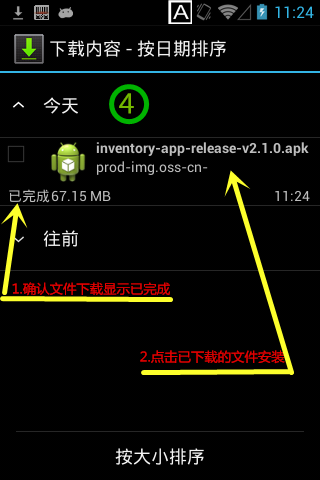 A 11:24
下载内容 - 按日期排序
今天 4
inventory-app-release-v2.1.0.apk
prod-img.oss-cn-
已完成 67.15 MB 11:24
往前
1.确认文件下载显示已完成
2.点击已下载的文件安装
按大小排序